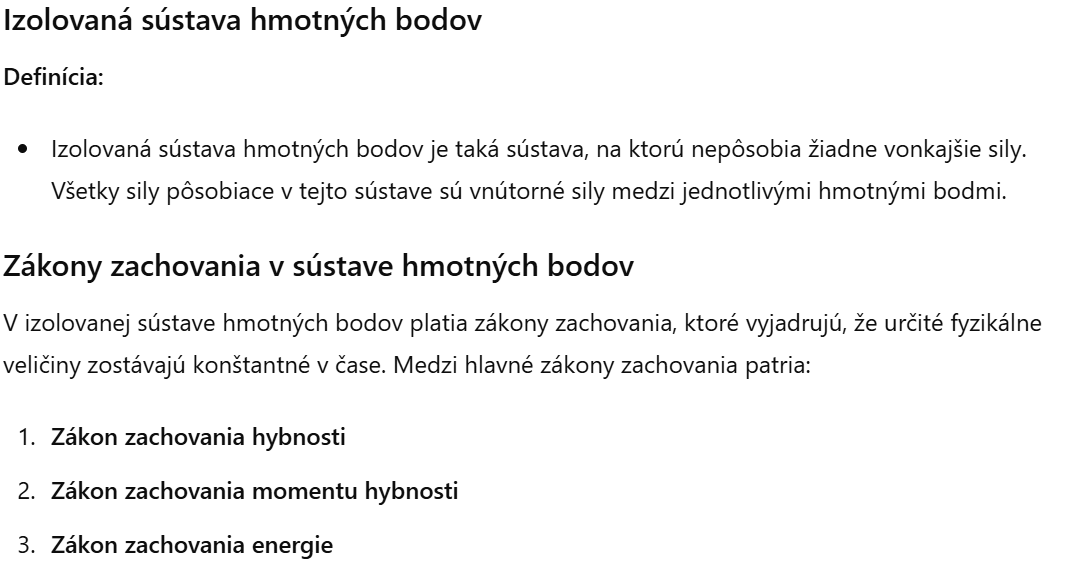 Izolovaná sústava hmotných bodov
Definícia:
• Izolovaná sústava hmotných bodov je taká sústava, na ktorú nepôsobia žiadne vonkajšie sily.
Všetky sily pôsobiace v tejto sústave sú vnútorné sily medzi jednotlivými hmotnými bodmi.
Zákony zachovania v sústave hmotných bodov
V izolovanej sústave hmotných bodov platia zákony zachovania, ktoré vyjadrujú, že určité fyzikálne
veličiny zostávajú konštantné v čase. Medzi hlavné zákony zachovania patria:
1. Zákon zachovania hybnosti
2. Zákon zachovania momentu hybnosti
3. Zákon zachovania energie